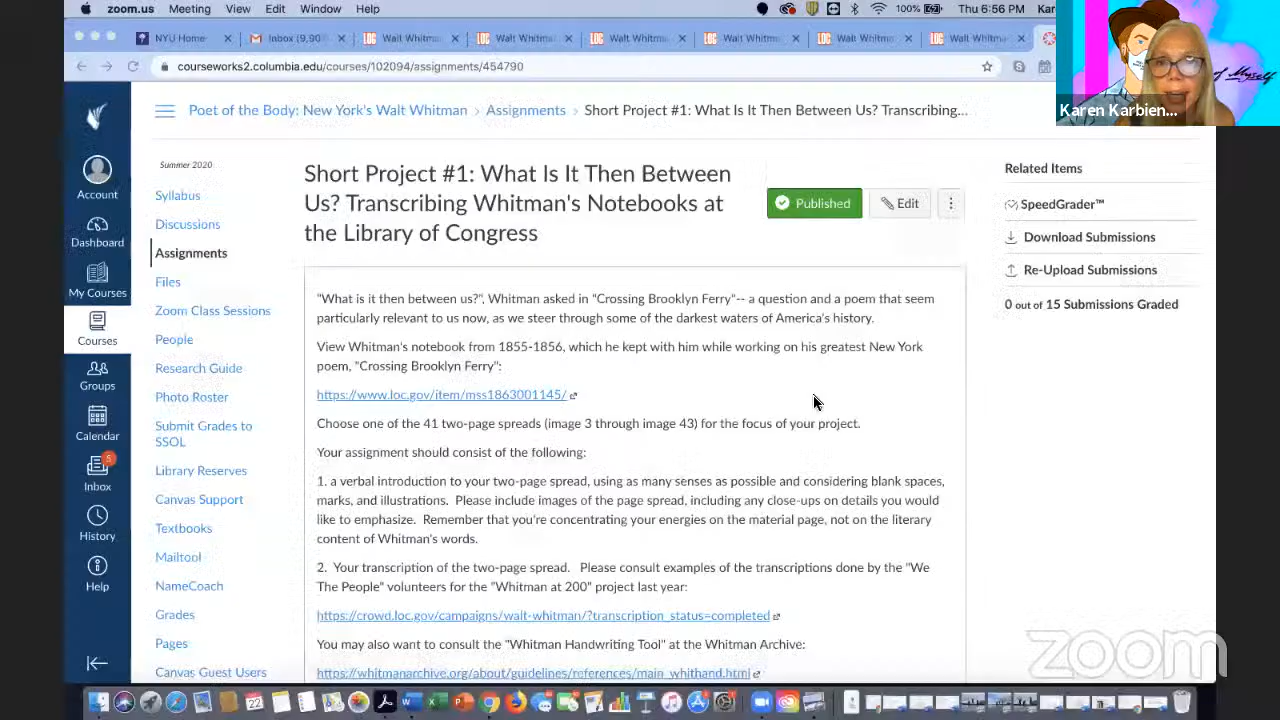 zoom.us Meeting View Edit Window Help 100% Thu 6:56 PM
NYU Home Inbox (9,90 Walt Whitma Walt Whitma Walt Whitm Walt Whitm Walt Whitm Walt Whitma
courseworks2.columbia.edu/courses/102094/assignments/454790
of Myself
Karen Karbien...
Poet of the Body: New York's Walt Whitman › Assignments › Short Project #1: What Is It Then Between Us? Transcribing...
Account
Dashboard
My Courses
Courses
Groups
Calendar
5
Inbox
History
Help
Summer 2020
Syllabus
Discussions
Assignments
Files
Zoom Class Sessions
People
Research Guide
Photo Roster
Submit Grades to
SSOL
Library Reserves
Canvas Support
Textbooks
Mailtool
NameCoach
Grades
Pages
Canvas Guest Users
Short Project #1: What Is It Then Between
Us? Transcribing Whitman's Notebooks at
the Library of Congress
Published
Edit
"What is it then between us?", Whitman asked in "Crossing Brooklyn Ferry"-- a question and a poem that seem
particularly relevant to us now, as we steer through some of the darkest waters of America's history.
View Whitman's notebook from 1855-1856, which he kept with him while working on his greatest New York
poem, "Crossing Brooklyn Ferry":
https://www.loc.gov/item/mss1863001145/
Choose one of the 41 two-page spreads (image 3 through image 43) for the focus of your project.
Your assignment should consist of the following:
1. a verbal introduction to your two-page spread, using as many senses as possible and considering blank spaces,
marks, and illustrations. Please include images of the page spread, including any close-ups on details you would
like to emphasize. Remember that you're concentrating your energies on the material page, not on the literary
content of Whitman's words.
2. Your transcription of the two-page spread. Please consult examples of the transcriptions done by the "We
The People" volunteers for the "Whitman at 200" project last year:
https://crowd.loc.gov/campaigns/walt-whitman/?transcription_status=completed
You may also want to consult the "Whitman Handwriting Tool" at the Whitman Archive:
https://whitmanarchive.org/about/guidelines/references/main_whithand.html
Related Items
SpeedGrader™
Download Submissions
Re-Upload Submissions
0 out of 15 Submissions Graded
zoom